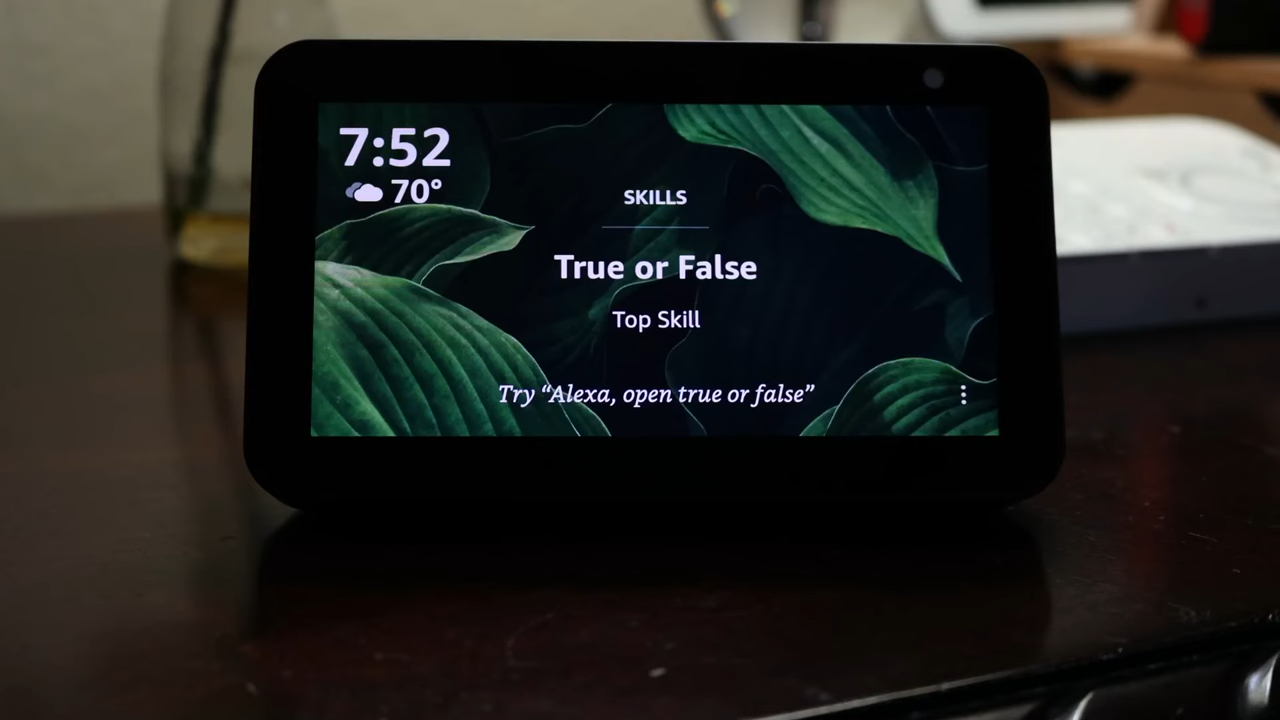 7:52
70°
SKILLS
True or False
Top Skill
Try “Alexa, open true or false”